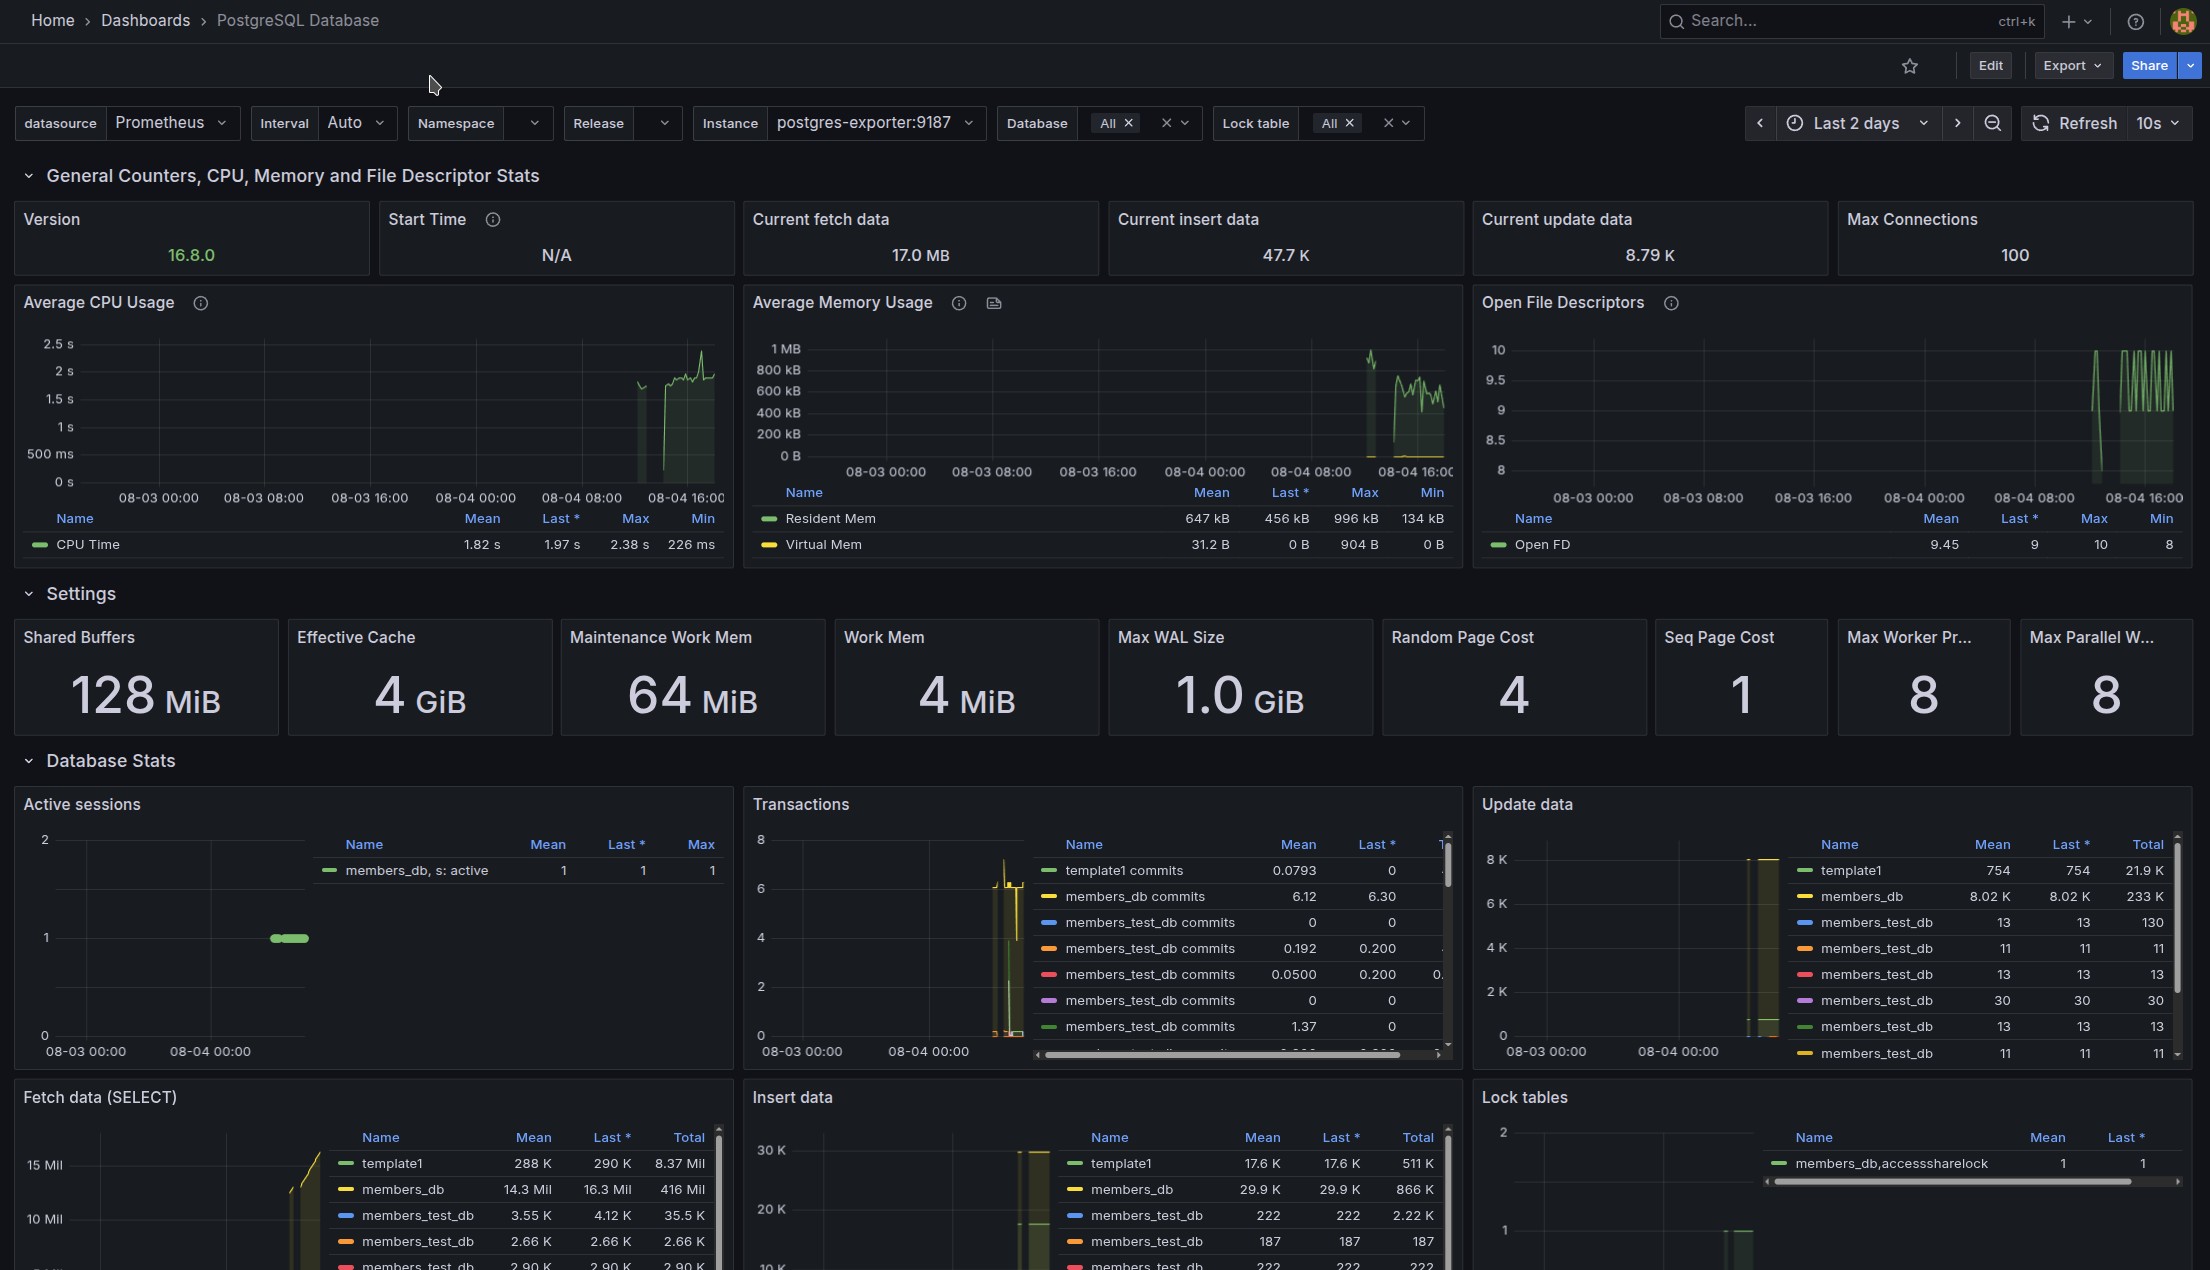 Home › Dashboards › PostgreSQL Database
Search... ctrl+k
Edit Export Share
datasource Prometheus Interval Auto Namespace Release Instance postgres-exporter:9187 Database All Lock table All Last 2 days Refresh 10s
General Counters, CPU, Memory and File Descriptor Stats
Version Start Time Current fetch data Current insert data Current update data Max Connections
16.8.0 N/A 17.0 MB 47.7 K 8.79 K 100
Average CPU Usage
2.5 s
2 s
1.5 s
1 s
500 ms
0 s
08-03 00:00 08-03 08:00 08-03 16:00 08-04 00:00 08-04 08:00 08-04 16:00
Name Mean Last * Max Min
CPU Time 1.82 s 1.97 s 2.38 s 226 ms
Average Memory Usage
1 MB
800 kB
600 kB
400 kB
200 kB
0 B
08-03 00:00 08-03 08:00 08-03 16:00 08-04 00:00 08-04 08:00 08-04 16:00
Name Mean Last * Max Min
Resident Mem 647 kB 456 kB 996 kB 134 kB
Virtual Mem 31.2 B 0 B 904 B 0 B
Open File Descriptors
10
9.5
9
8.5
8
08-03 00:00 08-03 08:00 08-03 16:00 08-04 00:00 08-04 08:00 08-04 16:00
Name Mean Last * Max Min
Open FD 9.45 9 10 8
Settings
Shared Buffers Effective Cache Maintenance Work Mem Work Mem Max WAL Size Random Page Cost Seq Page Cost Max Worker Pr... Max Parallel W...
128 MiB 4 GiB 64 MiB 4 MiB 1.0 GiB 4 1 8 8
Database Stats
Active sessions
2
1
0
08-03 00:00 08-04 00:00
Name Mean Last * Max
members_db, s: active 1 1 1
Transactions
8
6
4
2
0
08-03 00:00 08-04 00:00
Name Mean Last *
template1 commits 0.0793 0
members_db commits 6.12 6.30
members_test_db commits 0 0
members_test_db commits 0.192 0.200
members_test_db commits 0.0500 0.200 0.
members_test_db commits 0 0
members_test_db commits 1.37 0
Update data
8 K
6 K
4 K
2 K
0
08-03 00:00 08-04 00:00
Name Mean Last * Total
template1 754 754 21.9 K
members_db 8.02 K 8.02 K 233 K
members_test_db 13 13 130
members_test_db 11 11 11
members_test_db 13 13 13
members_test_db 30 30 30
members_test_db 13 13 13
members_test_db 11 11 11
Fetch data (SELECT)
15 Mil
10 Mil
Name Mean Last * Total
template1 288 K 290 K 8.37 Mil
members_db 14.3 Mil 16.3 Mil 416 Mil
members_test_db 3.55 K 4.12 K 35.5 K
members_test_db 2.66 K 2.66 K 2.66 K
members_test_db 2.90 K 2.90 K 2.90 K
Insert data
30 K
20 K
10 K
Name Mean Last * Total
template1 17.6 K 17.6 K 511 K
members_db 29.9 K 29.9 K 866 K
members_test_db 222 222 2.22 K
members_test_db 187 187 187
members_test_db 222 222 222
Lock tables
2
1
Name Mean Last *
members_db,accesssharelock 1 1